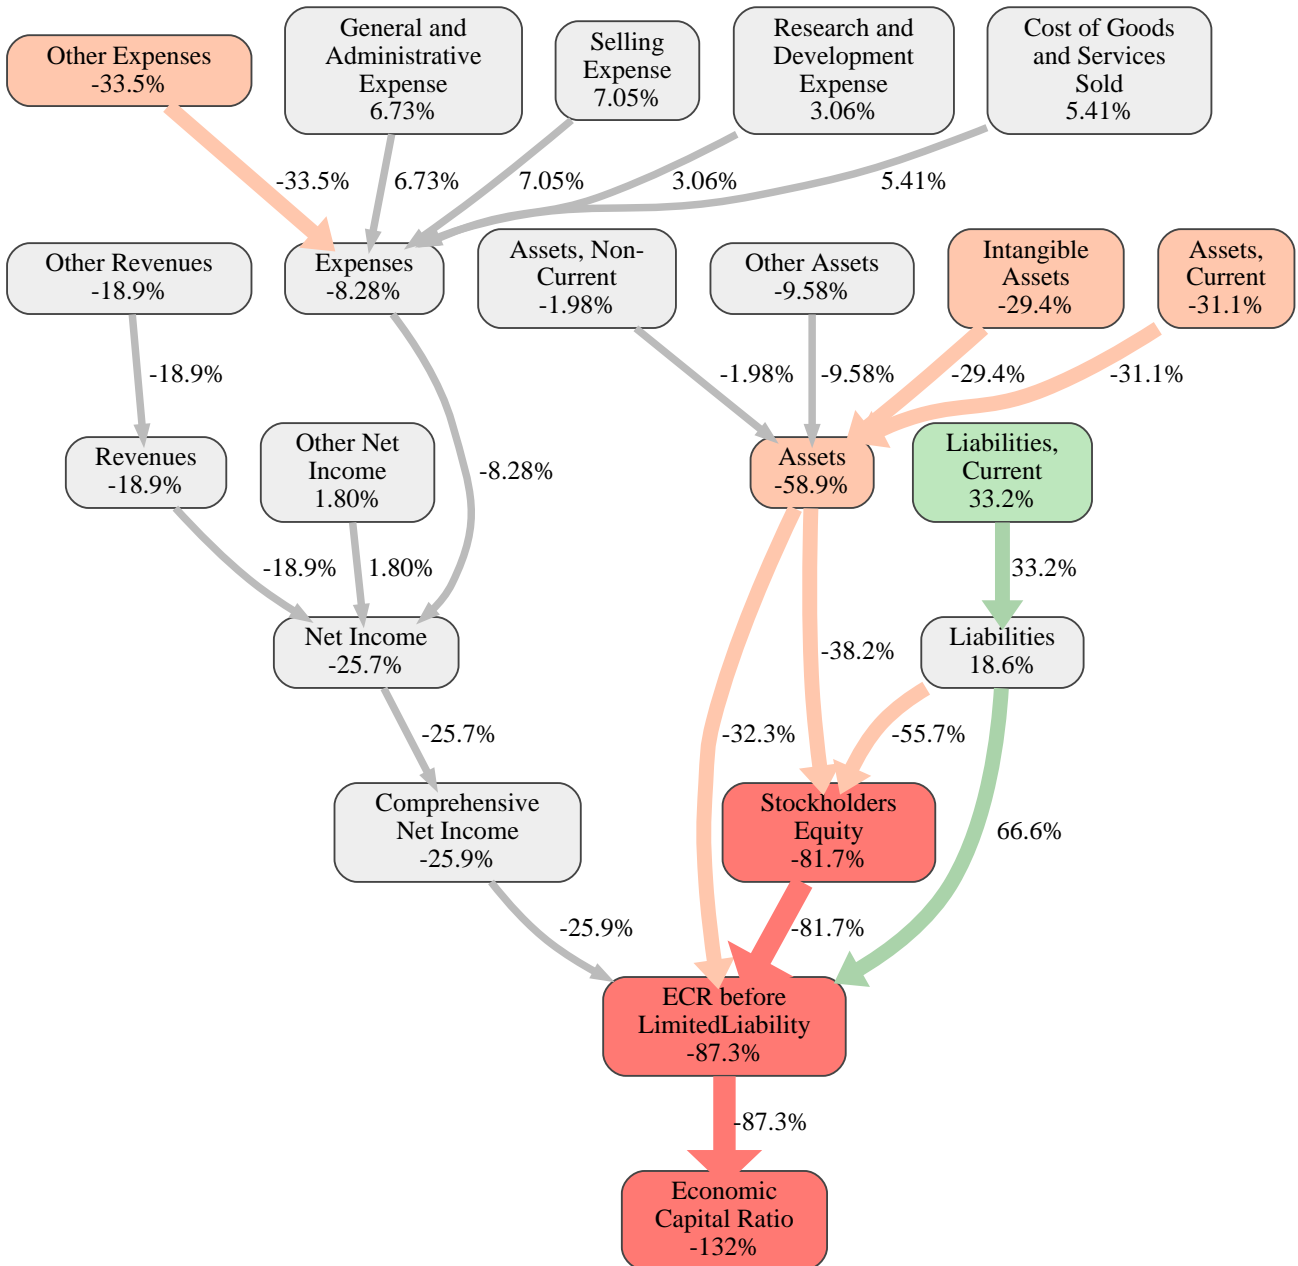 Other Expenses
-33.5%
General and
Administrative
Expense
6.73%
Selling
Expense
7.05%
Research and
Development
Expense
3.06%
Cost of Goods
and Services
Sold
5.41%
-33.5%
6.73%
7.05%
3.06%
5.41%
Other Revenues
-18.9%
Expenses
-8.28%
Assets, Non-
Current
-1.98%
Other Assets
-9.58%
Intangible
Assets
-29.4%
Assets,
Current
-31.1%
-18.9%
-1.98%
-9.58%
-29.4%
-31.1%
Revenues
-18.9%
Other Net
Income
1.80%
-8.28%
Assets
-58.9%
Liabilities,
Current
33.2%
-18.9%
1.80%
33.2%
Net Income
-25.7%
-38.2%
Liabilities
18.6%
-25.7%
-32.3%
-55.7%
Comprehensive
Net Income
-25.9%
Stockholders
Equity
-81.7%
66.6%
-25.9%
-81.7%
ECR before
LimitedLiability
-87.3%
-87.3%
Economic
Capital Ratio
-132%